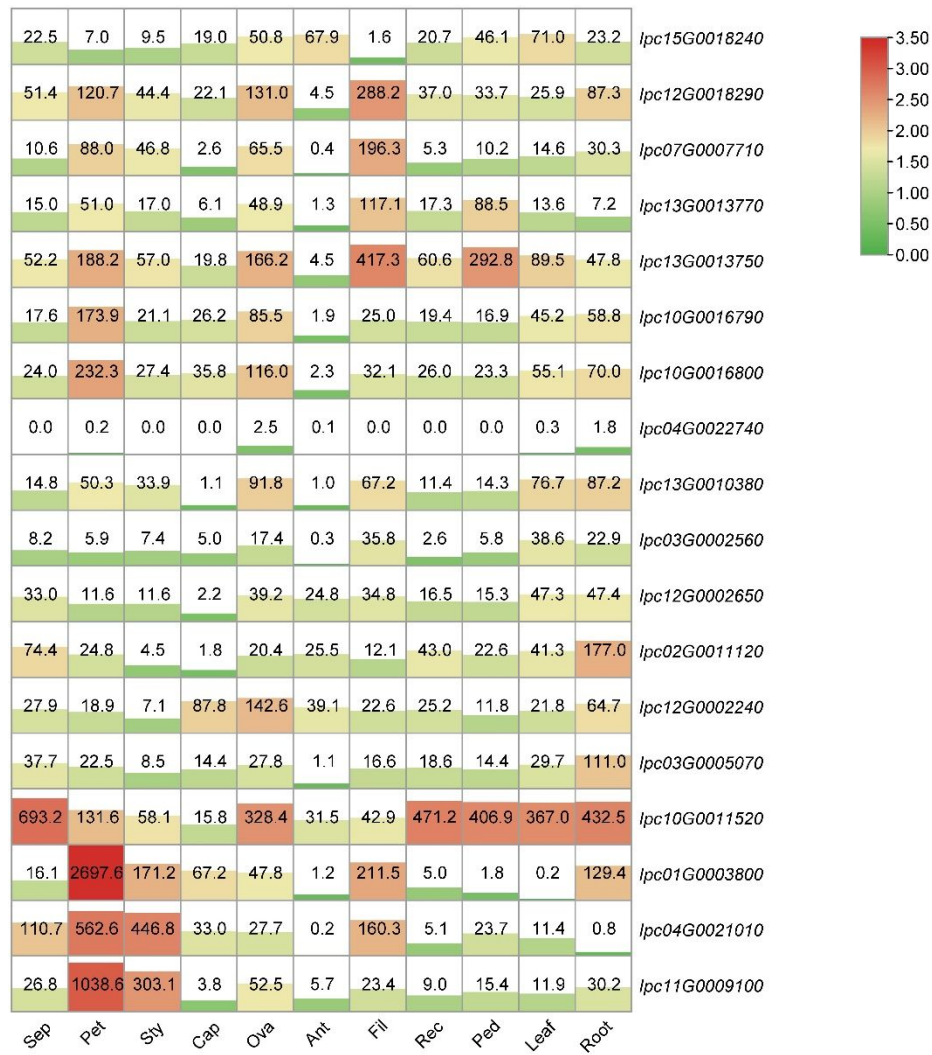 22.5 7.0 9.5 19.0 50.8 67.9 1.6 20.7 46.1 71.0 23.2 Ipc15G0018240
51.4 120.7 44.4 22.1 131.0 4.5 288.2 37.0 33.7 25.9 87.3 Ipc12G0018290
10.6 88.0 46.8 2.6 65.5 0.4 196.3 5.3 10.2 14.6 30.3 Ipc07G0007710
15.0 51.0 17.0 6.1 48.9 1.3 117.1 17.3 88.5 13.6 7.2 Ipc13G0013770
52.2 188.2 57.0 19.8 166.2 4.5 417.3 60.6 292.8 89.5 47.8 Ipc13G0013750
17.6 173.9 21.1 26.2 85.5 1.9 25.0 19.4 16.9 45.2 58.8 Ipc10G0016790
24.0 232.3 27.4 35.8 116.0 2.3 32.1 26.0 23.3 55.1 70.0 Ipc10G0016800
0.0 0.2 0.0 0.0 2.5 0.1 0.0 0.0 0.0 0.3 1.8 Ipc04G0022740
14.8 50.3 33.9 1.1 91.8 1.0 67.2 11.4 14.3 76.7 87.2 Ipc13G0010380
8.2 5.9 7.4 5.0 17.4 0.3 35.8 2.6 5.8 38.6 22.9 Ipc03G0002560
33.0 11.6 11.6 2.2 39.2 24.8 34.8 16.5 15.3 47.3 47.4 Ipc12G0002650
74.4 24.8 4.5 1.8 20.4 25.5 12.1 43.0 22.6 41.3 177.0 Ipc02G0011120
27.9 18.9 7.1 87.8 142.6 39.1 22.6 25.2 11.8 21.8 64.7 Ipc12G0002240
37.7 22.5 8.5 14.4 27.8 1.1 16.6 18.6 14.4 29.7 111.0 Ipc03G0005070
693.2 131.6 58.1 15.8 328.4 31.5 42.9 471.2 406.9 367.0 432.5 Ipc10G0011520
16.1 2697.6 171.2 67.2 47.8 1.2 211.5 5.0 1.8 0.2 129.4 Ipc01G0003800
110.7 562.6 446.8 33.0 27.7 0.2 160.3 5.1 23.7 11.4 0.8 Ipc04G0021010
26.8 1038.6 303.1 3.8 52.5 5.7 23.4 9.0 15.4 11.9 30.2 Ipc11G0009100
Sep Pet Sty Cap Ova Ant Fil Rec Ped Leaf Root
3.50
3.00
2.50
2.00
1.50
1.00
0.50
0.00